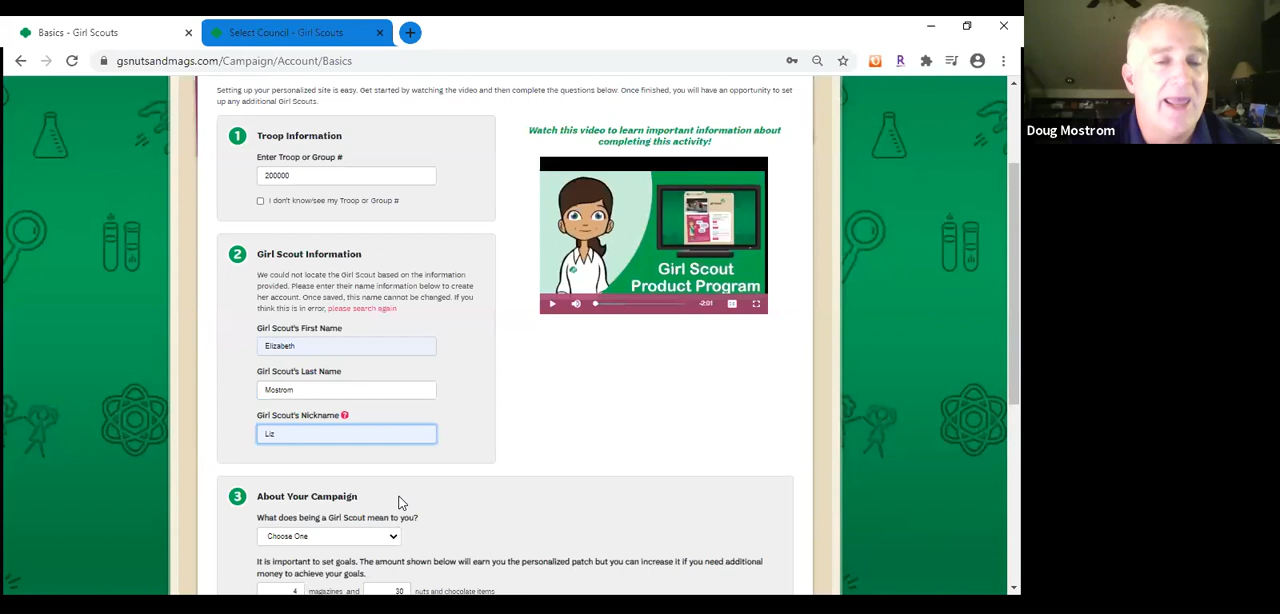 Basics - Girl Scouts
Select Council - Girl Scouts
gsnutsandmags.com/Campaign/Account/Basics
Setting up your personalized site is easy. Get started by watching the video and then complete the questions below. Once finished, you will have an opportunity to set
up any additional Girl Scouts.
1 Troop Information
Enter Troop or Group #
200000
I don't know/see my Troop or Group #
2 Girl Scout Information
We could not locate the Girl Scout based on the information
provided. Please enter their name information below to create
her account. Once saved, this name cannot be changed. If you
think this is in error, please search again
Girl Scout's First Name
Elizabeth
Girl Scout's Last Name
Mostrom
Girl Scout's Nickname ?
Liz
Watch this video to learn important information about
completing this activity!
Girl Scout
Product Program
-2:01
3 About Your Campaign
What does being a Girl Scout mean to you?
Choose One
It is important to set goals. The amount shown below will earn you the personalized patch but you can increase it if you need additional
money to achieve your goals.
4 magazines and 30 nuts and chocolate items
Doug Mostrom